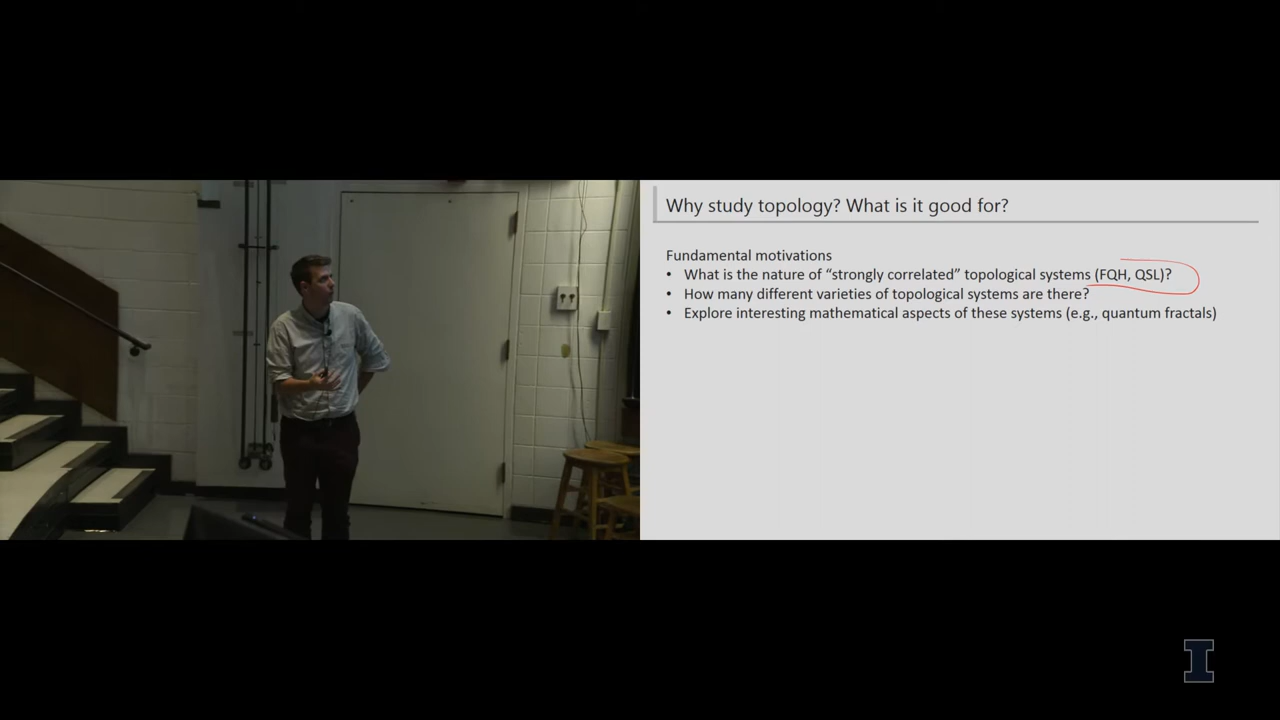 Why study topology? What is it good for?
Fundamental motivations
• What is the nature of “strongly correlated” topological systems (FQH, QSL)?
• How many different varieties of topological systems are there?
• Explore interesting mathematical aspects of these systems (e.g., quantum fractals)
I